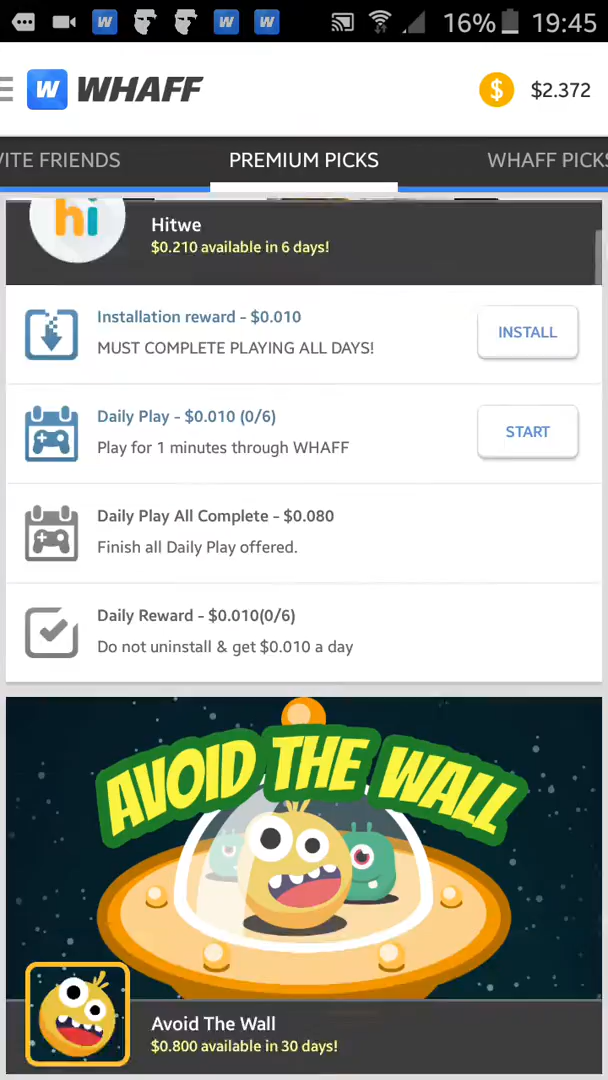 16% 19:45
W WHAFF $ $2.372
VITE FRIENDS PREMIUM PICKS WHAFF PICKS
hi
Hitwe
$0.210 available in 6 days!
Installation reward - $0.010
MUST COMPLETE PLAYING ALL DAYS!
INSTALL
Daily Play - $0.010 (0/6)
Play for 1 minutes through WHAFF
START
Daily Play All Complete - $0.080
Finish all Daily Play offered.
Daily Reward - $0.010(0/6)
Do not uninstall & get $0.010 a day
AVOID THE WALL
Avoid The Wall
$0.800 available in 30 days!